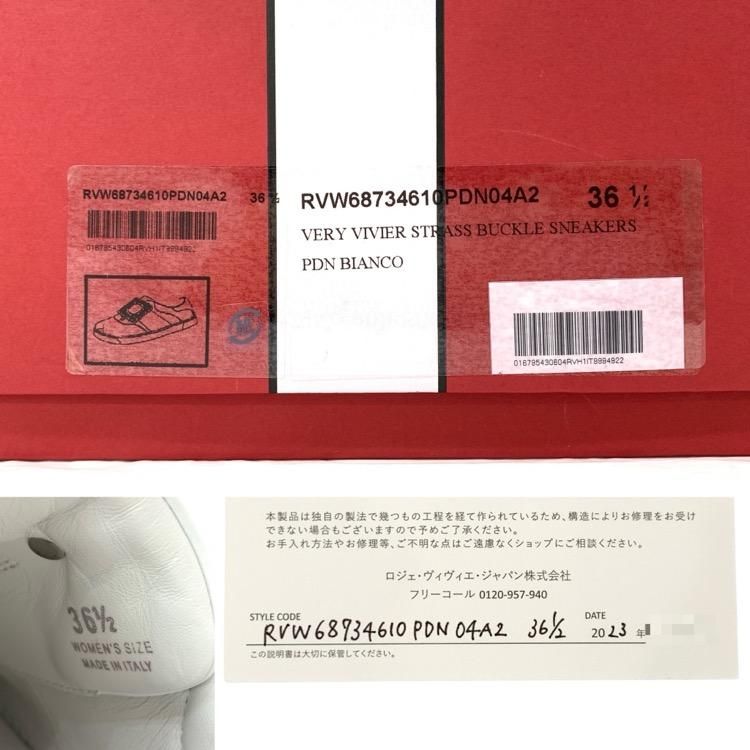 RVW68734610PDN04A2 36 ½
016795430804RVH1IT9994922
RVW68734610PDN04A2 36 ½
VERY VIVIER STRASS BUCKLE SNEAKERS
PDN BIANCO
016795430804RVH1IT9994922
36½
WOMEN'S SIZE
MADE IN ITALY
本製品は独自の製法で幾つもの工程を経て作られているため、構造によりお修理をお受け
できない場合もございますので予めご了承ください。
お手入れ方法やお修理等、ご不明な点はご遠慮なくショップにご相談ください。
ロジェ・ヴィヴィエ・ジャパン株式会社
フリーコール 0120-957-940
STYLE CODE DATE
RVW68734610 PDN 04A2 36½ 2023年
この説明書は大切に保管してください。